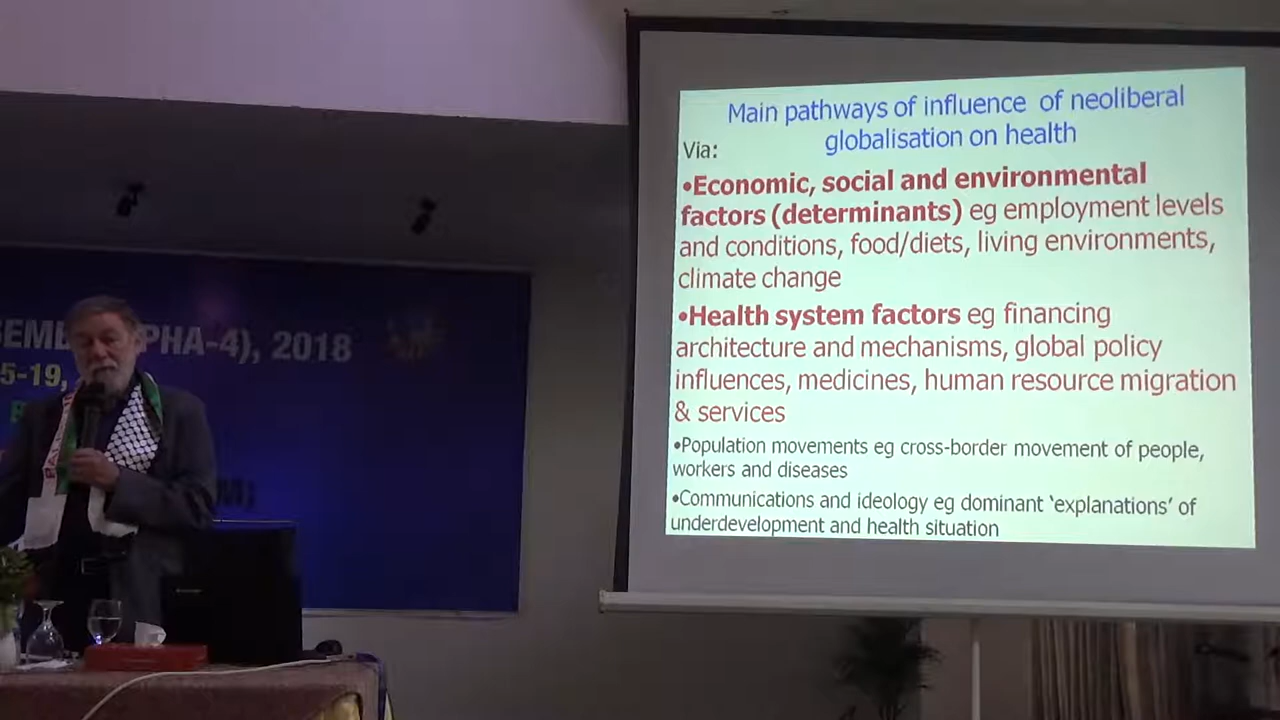 SEMB PHA-4), 2018
5-19,
Main pathways of influence of neoliberal
globalisation on health
Via:
•Economic, social and environmental
factors (determinants) eg employment levels
and conditions, food/diets, living environments,
climate change
•Health system factors eg financing
architecture and mechanisms, global policy
influences, medicines, human resource migration
& services
•Population movements eg cross-border movement of people,
workers and diseases
•Communications and ideology eg dominant ‘explanations’ of
underdevelopment and health situation